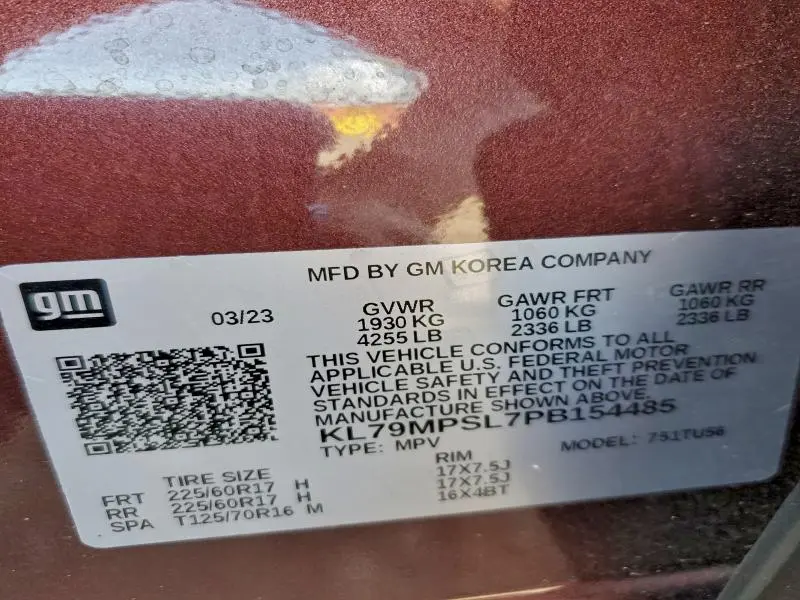 MFD BY GM KOREA COMPANY
gm
03/23
GVWR
1930 KG
4255 LB
GAWR FRT
1060 KG
2336 LB
GAWR RR
1060 KG
2336 LB
THIS VEHICLE CONFORMS TO ALL
APPLICABLE U.S. FEDERAL MOTOR
VEHICLE SAFETY AND THEFT PREVENTION
STANDARDS IN EFFECT ON THE DATE OF
MANUFACTURE SHOWN ABOVE.
KL79MPSL7PB154485
TYPE: MPV
MODEL: 751TU56
TIRE SIZE
RIM
FRT 225/60R17 H 17X7.5J
RR 225/60R17 H 17X7.5J
SPA T125/70R16 M 16X4BT